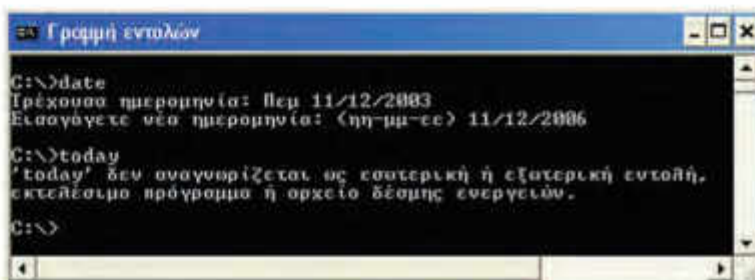 Γραμμή εντολών
C:\>date
Τρέχουσα ημερομηνία: Πεμ 11/12/2003
Εισαγάγετε νέα ημερομηνία: (ηη-μμ-εε) 11/12/2006
C:\>today
'today' δεν αναγνωρίζεται ως εσωτερική ή εξωτερική εντολή,
εκτελέσιμο πρόγραμμα ή αρχείο δέσμης ενεργειών.
C:\>